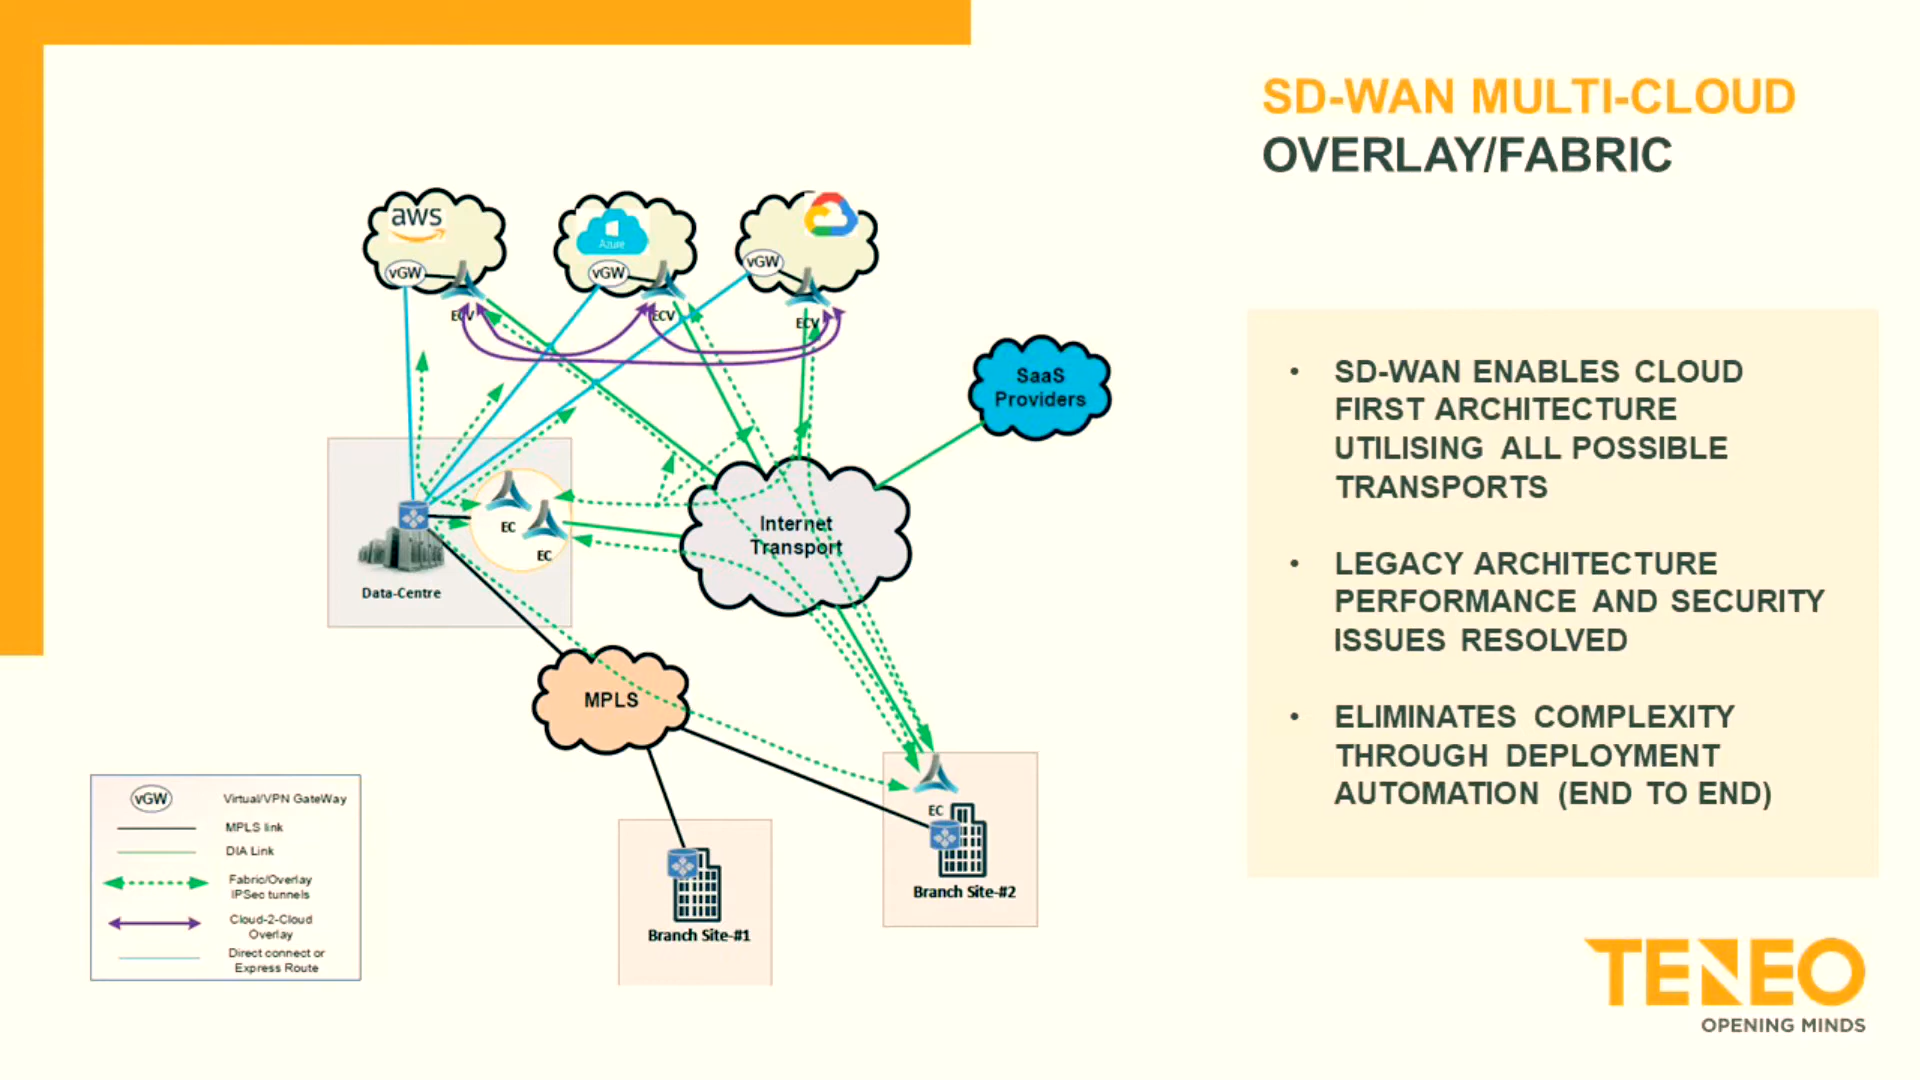 SD-WAN MULTI-CLOUD
OVERLAY/FABRIC
aws
Azure
vGW
vGW
vGW
ECV
ECV
ECV
SaaS
Providers
Internet
Transport
EC
EC
Data-Centre
MPLS
EC
Branch Site-#2
Branch Site-#1
vGW
Virtual/VPN GateWay
MPLS link
DIA Link
Fabric/Overlay
IPSec tunnels
Cloud-2-Cloud
Overlay
Direct connect or
Express Route
• SD-WAN ENABLES CLOUD
FIRST ARCHITECTURE
UTILISING ALL POSSIBLE
TRANSPORTS
• LEGACY ARCHITECTURE
PERFORMANCE AND SECURITY
ISSUES RESOLVED
• ELIMINATES COMPLEXITY
THROUGH DEPLOYMENT
AUTOMATION (END TO END)
TENEO
OPENING MINDS